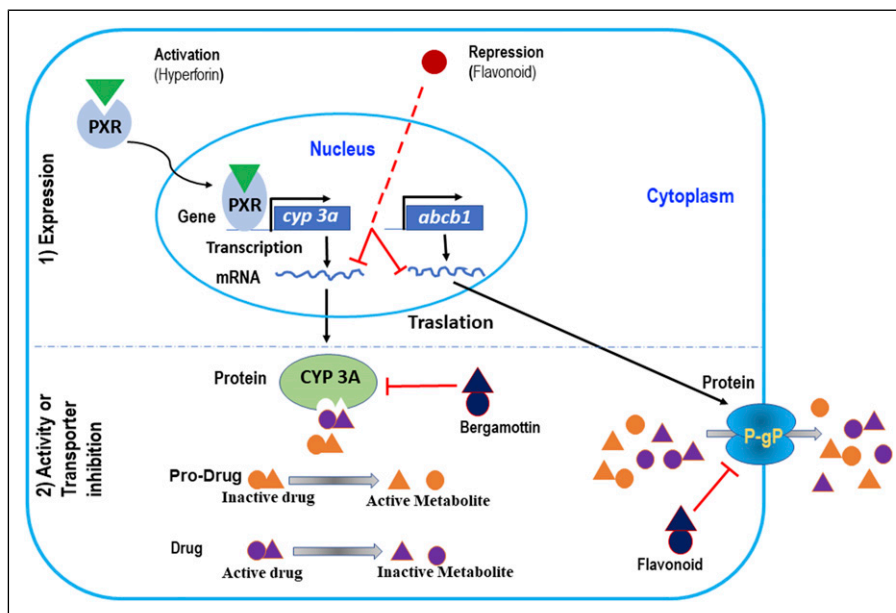 Activation
(Hyperforin)
Repression
(Flavonoid)
PXR
Nucleus
Cytoplasm
1) Expression
PXR
Gene
cyp 3a
abcb1
Transcription
mRNA
Traslation
Protein
CYP 3A
Bergamottin
Protein
P-gP
2) Activity or
Transporter
inhibition
Pro-Drug
Inactive drug
Active Metabolite
Drug
Active drug
Inactive Metabolite
Flavonoid